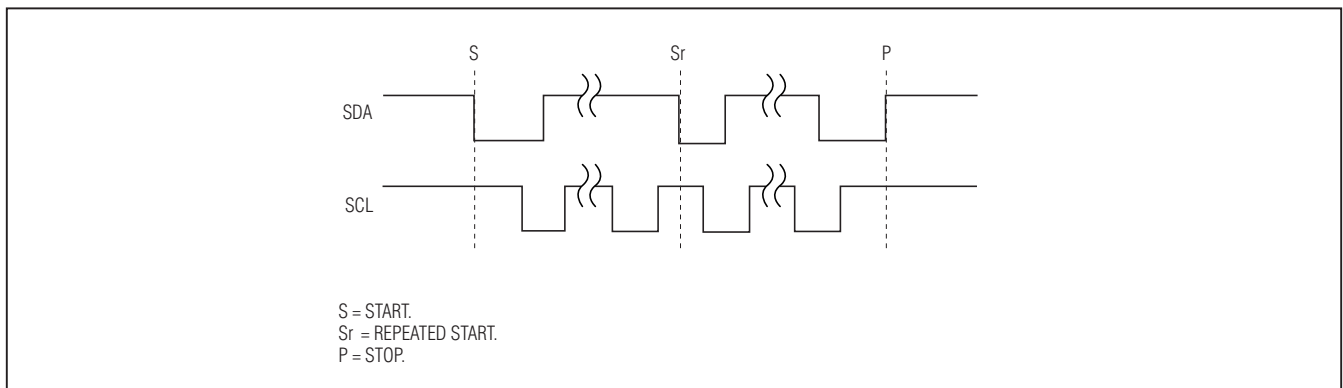 S Sr P
SDA
SCL
S = START.
Sr = REPEATED START.
P = STOP.